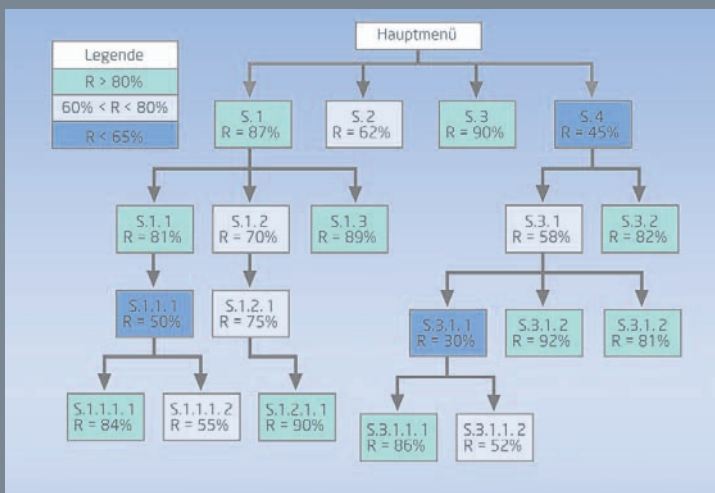 Hauptmenü
Legende
R > 80%
60% < R < 80%
R < 65%
S. 1
R = 87%
S. 2
R = 62%
S. 3
R = 90%
S. 4
R = 45%
S.1. 1
R = 81%
S.1. 2
R = 70%
S.1. 3
R = 89%
S.3. 1
R = 58%
S.3. 2
R = 82%
S.1.1. 1
R = 50%
S.1.2. 1
R = 75%
S.3.1. 1
R = 30%
S.3.1. 2
R = 92%
S.3.1. 2
R = 81%
S.1.1.1. 1
R = 84%
S.1.1.1. 2
R = 55%
S.1.2.1. 1
R = 90%
S.3.1.1. 1
R = 86%
S.3.1.1. 2
R = 52%